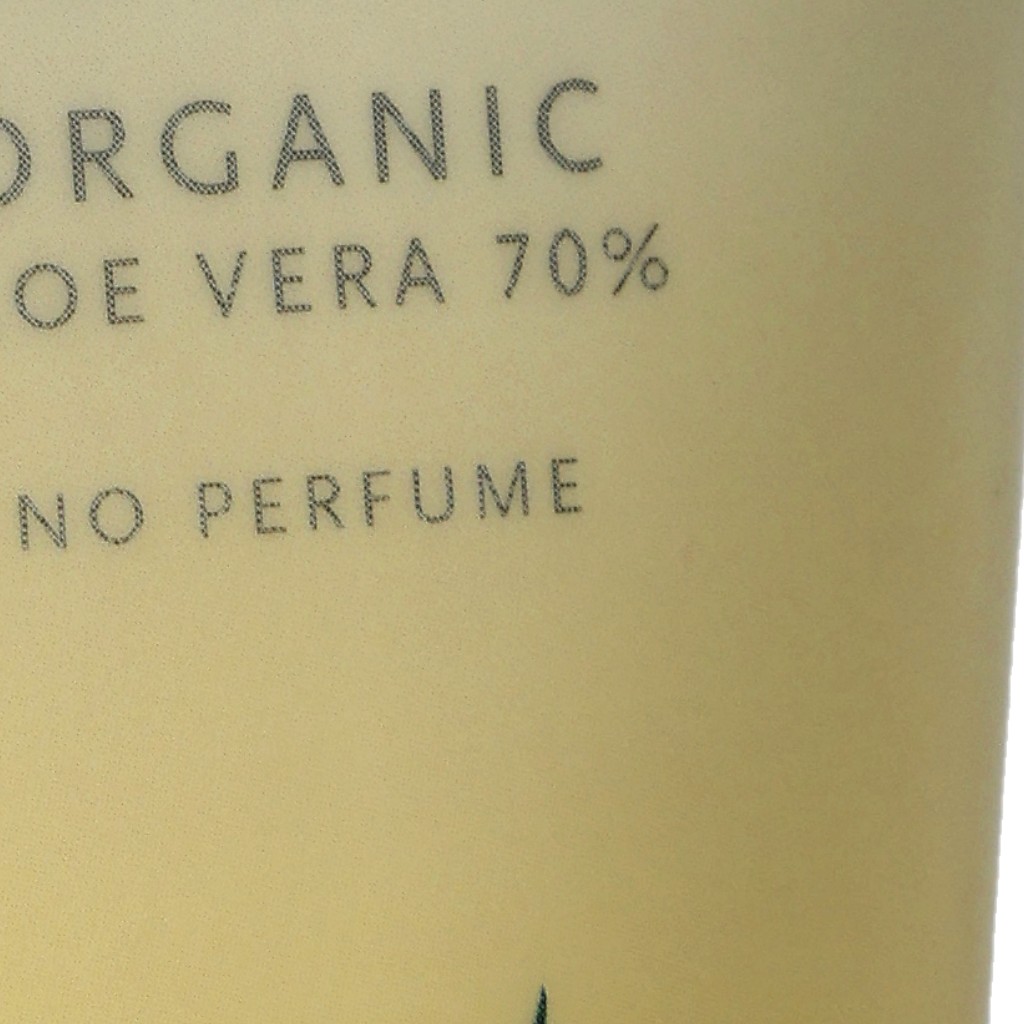 ORGANIC
OE VERA 70%
NO PERFUME